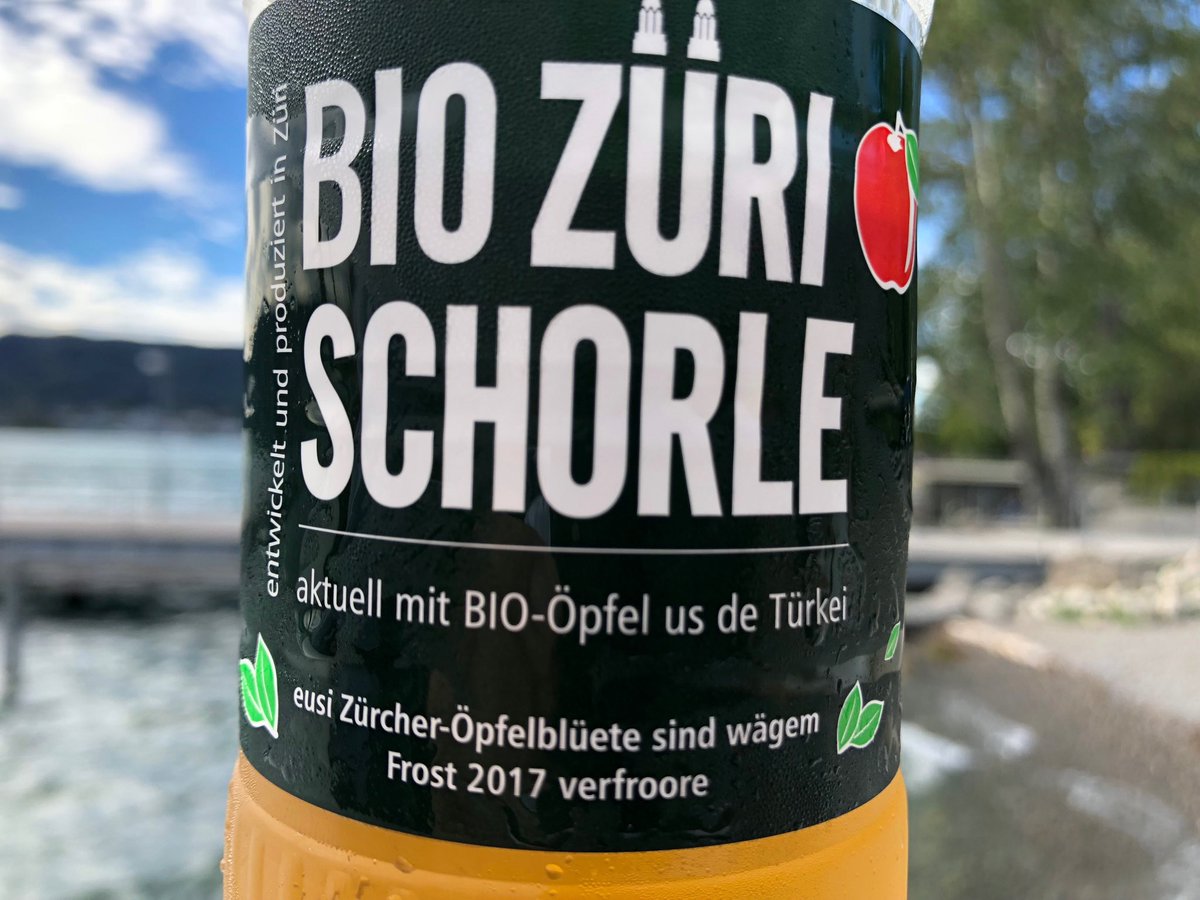 BIO ZÜRI
SCHORLE
entwickelt und produziert in Züri
aktuell mit BIO-Öpfel us de Türkei
eusi Zürcher-Öpfelblüete sind wägem
Frost 2017 verfroore